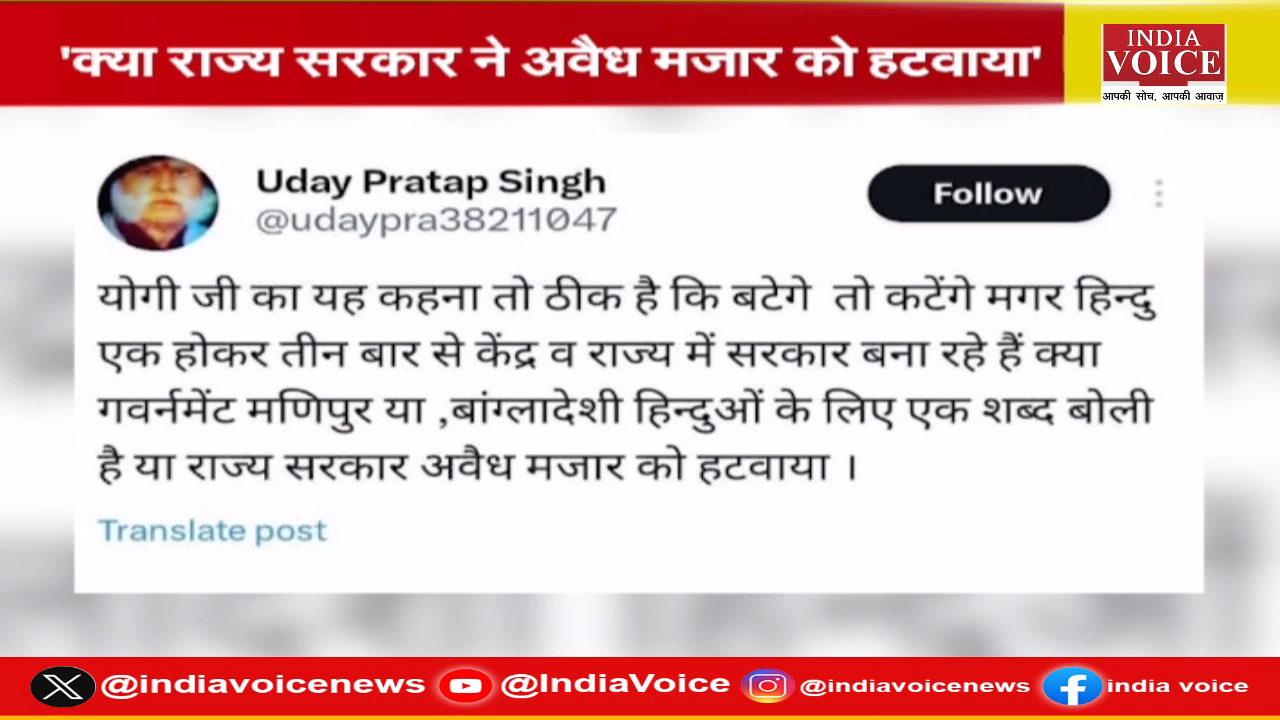 'क्या राज्य सरकार ने अवैध मजार को हटवाया'
INDIA
VOICE
आपकी सोच, आपकी आवाज़
Uday Pratap Singh
@udaypra38211047
Follow
योगी जी का यह कहना तो ठीक है कि बटेगे तो कटेंगे मगर हिन्दु
एक होकर तीन बार से केंद्र व राज्य में सरकार बना रहे हैं क्या
गवर्नमेंट मणिपुर या ,बांग्लादेशी हिन्दुओं के लिए एक शब्द बोली
है या राज्य सरकार अवैध मजार को हटवाया ।
Translate post
@indiavoicenews @IndiaVoice @indiavoicenews india voice